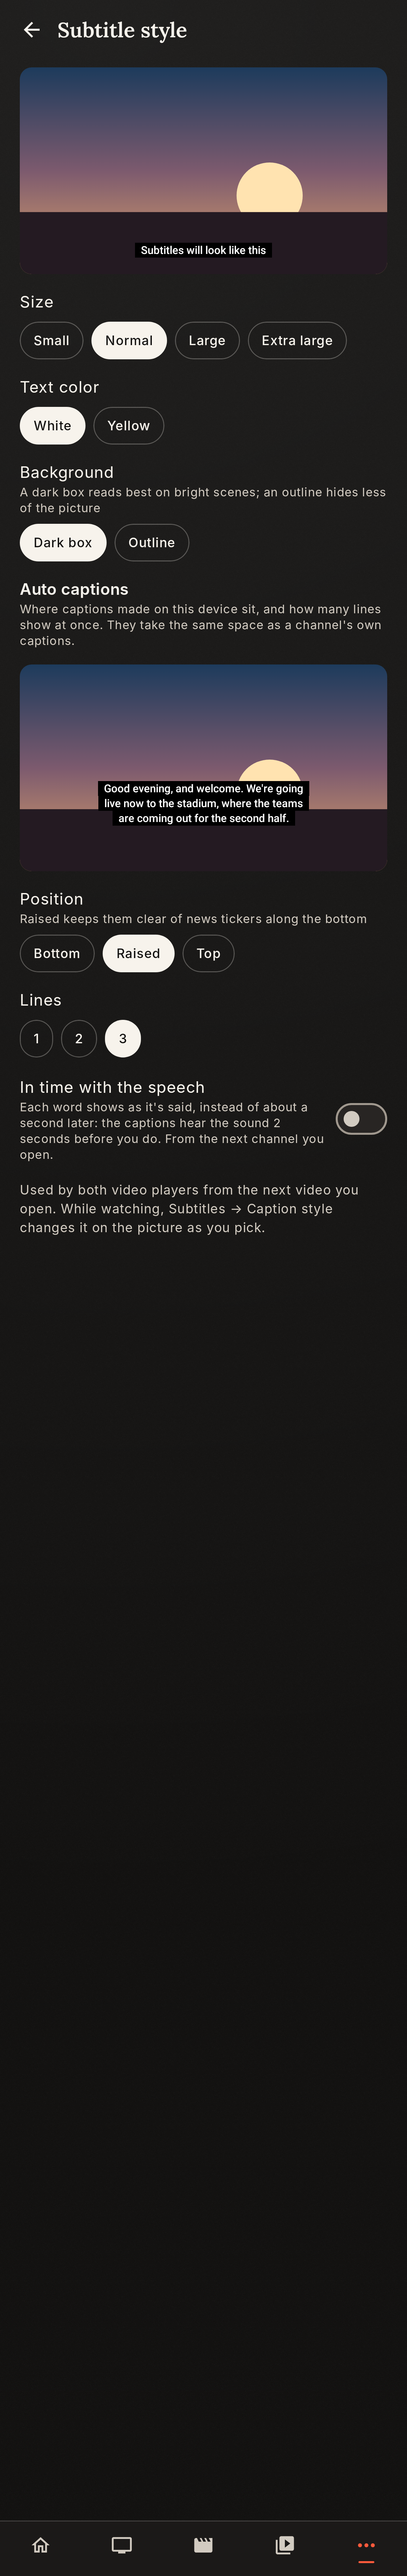 Subtitle style
Subtitles will look like this
Size
Small Normal Large Extra large
Text color
White Yellow
Background
A dark box reads best on bright scenes; an outline hides less
of the picture
Dark box Outline
Auto captions
Where captions made on this device sit, and how many lines
show at once. They take the same space as a channel's own
captions.
Good evening, and welcome. We're going
live now to the stadium, where the teams
are coming out for the second half.
Position
Raised keeps them clear of news tickers along the bottom
Bottom Raised Top
Lines
1 2 3
In time with the speech
Each word shows as it's said, instead of about a
second later: the captions hear the sound 2
seconds before you do. From the next channel you
open.
Used by both video players from the next video you
open. While watching, Subtitles → Caption style
changes it on the picture as you pick.